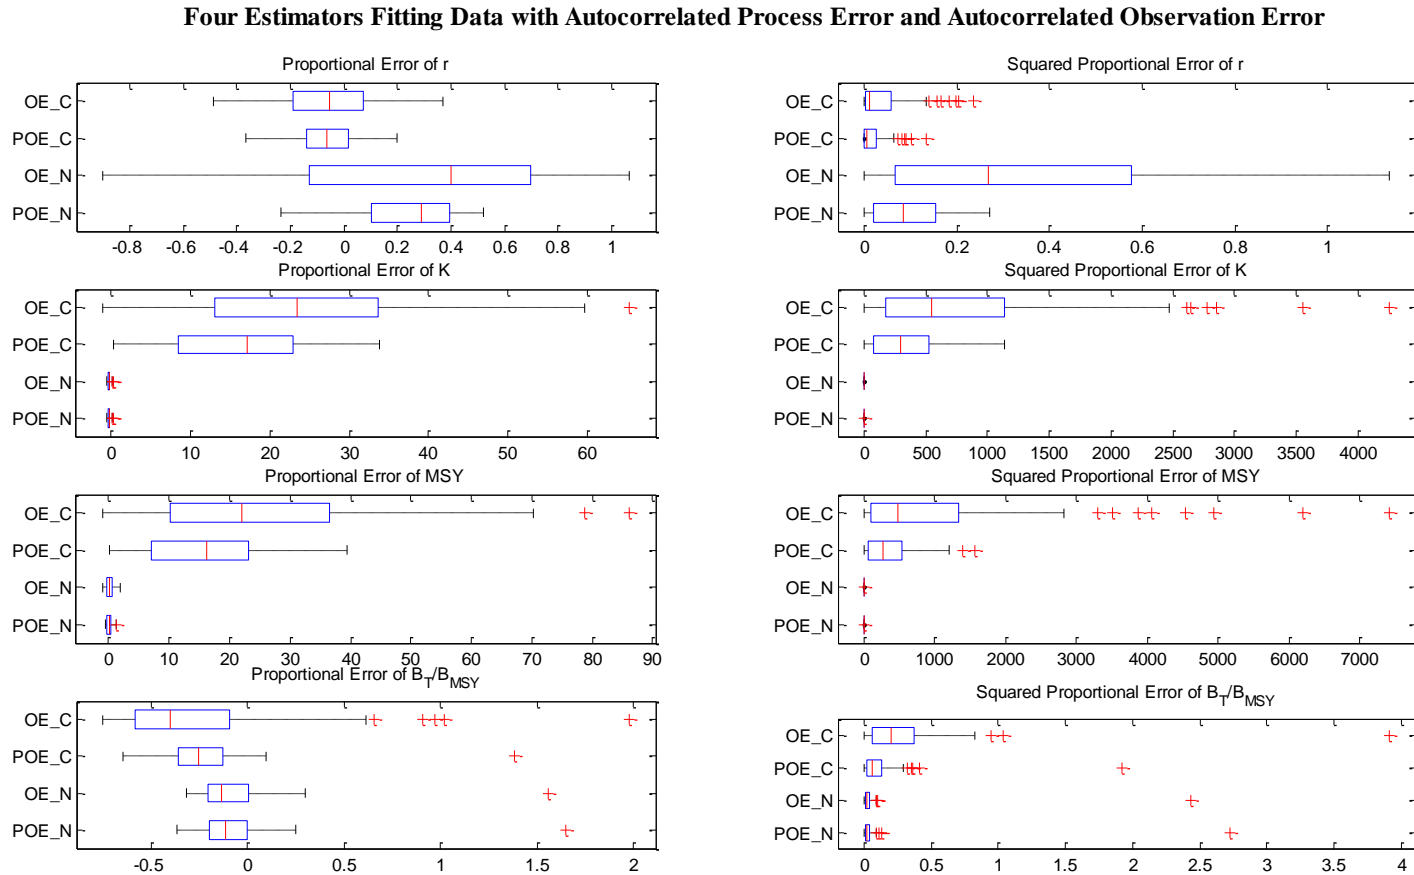 Four Estimators Fitting Data with Autocorrelated Process Error and Autocorrelated Observation Error
Proportional Error of r
OE_C
POE_C
OE_N
POE_N
-0.8 -0.6 -0.4 -0.2 0 0.2 0.4 0.6 0.8 1
Squared Proportional Error of r
OE_C
POE_C
OE_N
POE_N
0 0.2 0.4 0.6 0.8 1
Proportional Error of K
OE_C
POE_C
OE_N
POE_N
0 10 20 30 40 50 60
Squared Proportional Error of K
OE_C
POE_C
OE_N
POE_N
0 500 1000 1500 2000 2500 3000 3500 4000
Proportional Error of MSY
OE_C
POE_C
OE_N
POE_N
0 10 20 30 40 50 60 70 80 90
Squared Proportional Error of MSY
OE_C
POE_C
OE_N
POE_N
0 1000 2000 3000 4000 5000 6000 7000
Proportional Error of B_T/B_MSY
OE_C
POE_C
OE_N
POE_N
-0.5 0 0.5 1 1.5 2
Squared Proportional Error of B_T/B_MSY
OE_C
POE_C
OE_N
POE_N
0 0.5 1 1.5 2 2.5 3 3.5 4